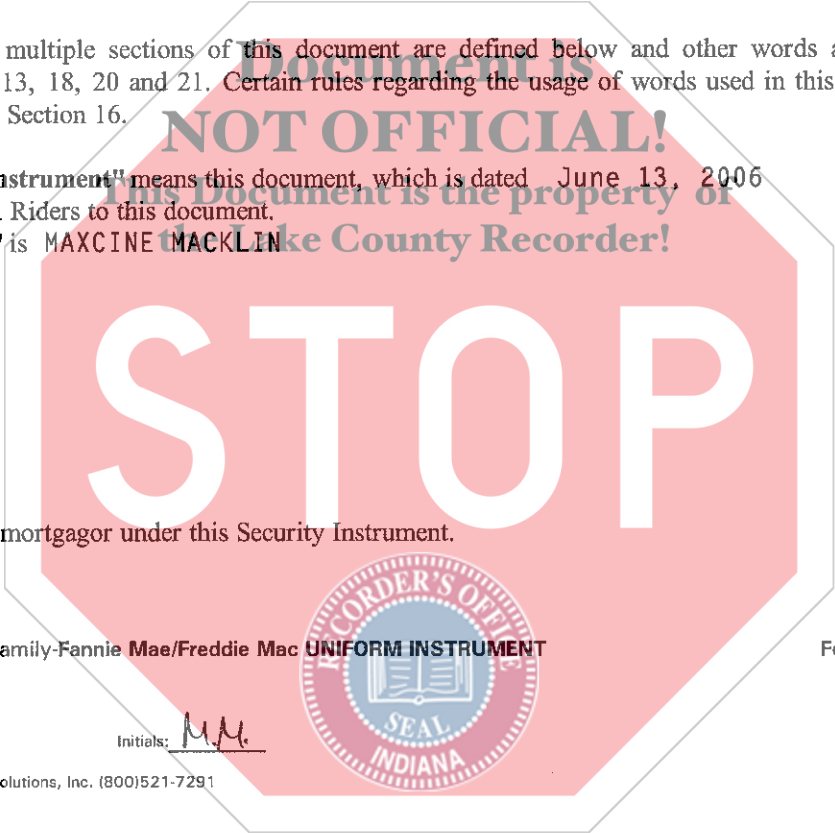 multiple sections of this document are defined below and other words a
Document is
13, 18, 20 and 21. Certain rules regarding the usage of words used in this
Section 16.
NOT OFFICIAL!
nstrument" means this document, which is dated June 13, 2006
This Document is the property of
Riders to this document.
" is MAXCINE MACKLIN
the Lake County Recorder!
STOP
mortgagor under this Security Instrument.
RECORDER'S OFFICE
SEAL
INDIANA
amily-Fannie Mae/Freddie Mac UNIFORM INSTRUMENT Fo
Initials: M.M.
olutions, Inc. (800)521-7291